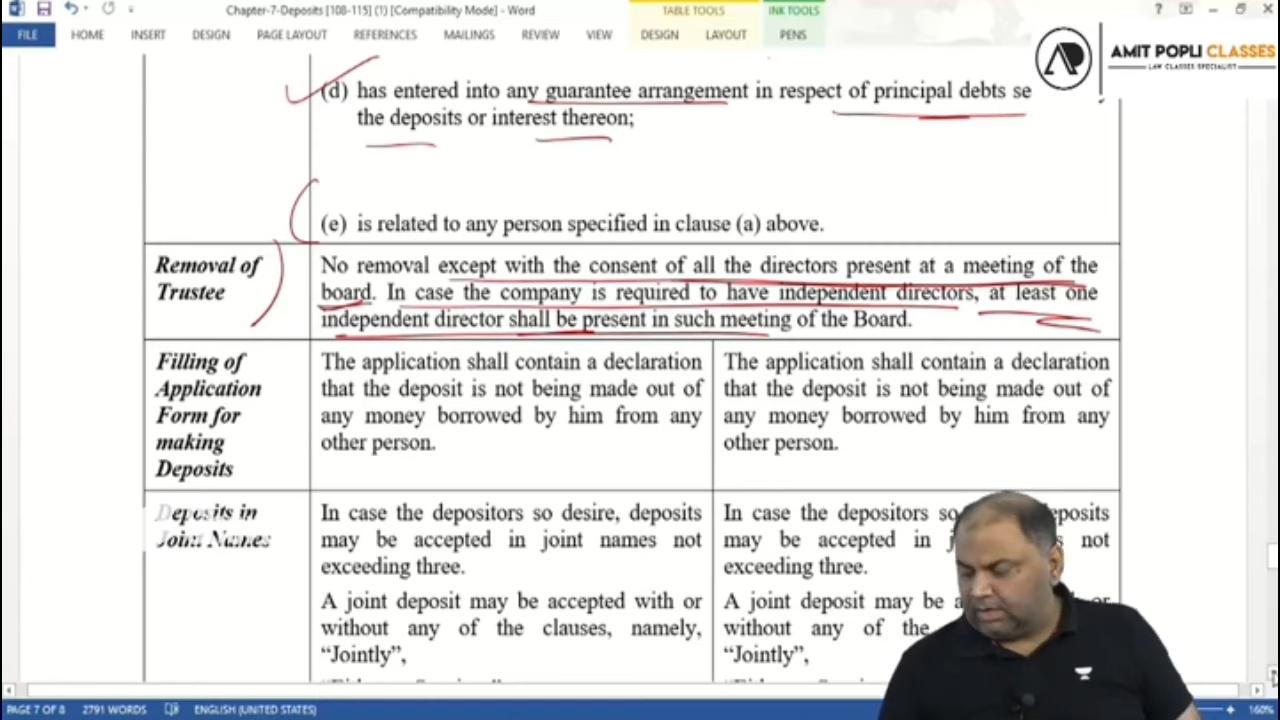 Chapter-7-Deposits [108-115] (1) [Compatibility Mode] - Word
TABLE TOOLS
INK TOOLS
FILE HOME INSERT DESIGN PAGE LAYOUT REFERENCES MAILINGS REVIEW VIEW DESIGN LAYOUT PENS
AMIT POPLI CLASSES
LAW CLASSES SPECIALIST
(d) has entered into any guarantee arrangement in respect of principal debts se
the deposits or interest thereon;
(e) is related to any person specified in clause (a) above.
Removal of
Trustee
No removal except with the consent of all the directors present at a meeting of the
board. In case the company is required to have independent directors, at least one
independent director shall be present in such meeting of the Board.
Filling of
Application
Form for
making
Deposits
The application shall contain a declaration
that the deposit is not being made out of
any money borrowed by him from any
other person.
The application shall contain a declaration
that the deposit is not being made out of
any money borrowed by him from any
other person.
Deposits in
Joint Names
In case the depositors so desire, deposits
may be accepted in joint names not
exceeding three.
A joint deposit may be accepted with or
without any of the clauses, namely,
"Jointly",
In case the depositors so eposits
may be accepted in j s not
exceeding three.
A joint deposit may be a or
without any of the
"Jointly",
PAGE 7 OF 8 2791 WORDS ENGLISH (UNITED STATES) 160%